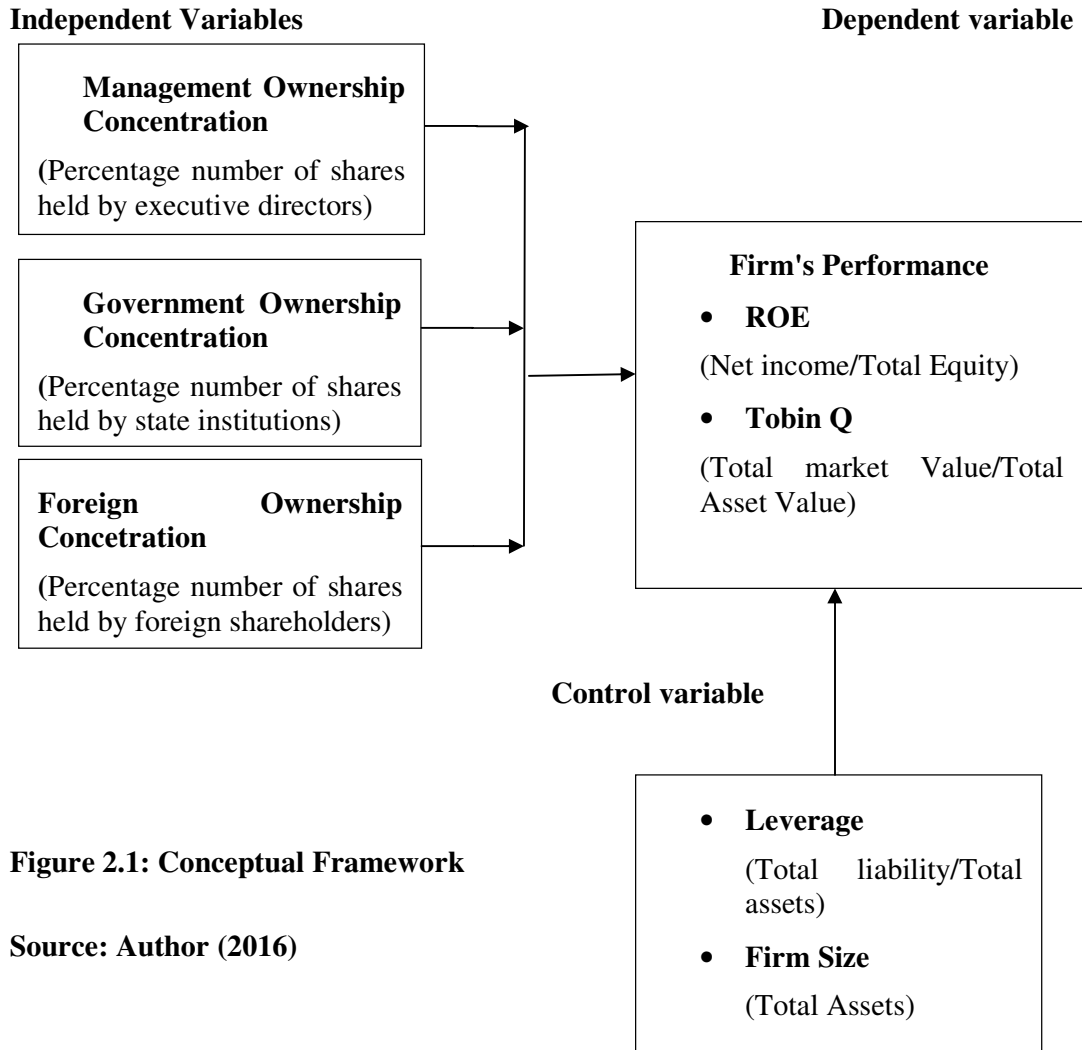 Independent Variables
Dependent variable
Management Ownership
Concentration
(Percentage number of shares
held by executive directors)
Government Ownership
Concentration
(Percentage number of shares
held by state institutions)
Foreign Ownership
Concetration
(Percentage number of shares
held by foreign shareholders)
Firm's Performance
• ROE
(Net income/Total Equity)
• Tobin Q
(Total market Value/Total
Asset Value)
Control variable
• Leverage
(Total liability/Total
assets)
• Firm Size
(Total Assets)
Figure 2.1: Conceptual Framework
Source: Author (2016)